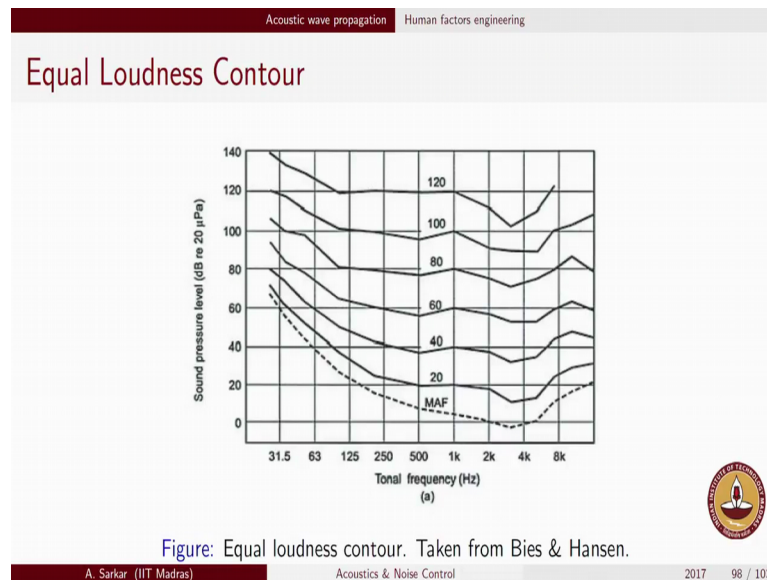 Acoustic wave propagation Human factors engineering
Equal Loudness Contour
140
120
100
80
60
40
20
0
Sound pressure level (dB re 20 μPa)
120
100
80
60
40
20
MAF
31.5 63 125 250 500 1k 2k 4k 8k
Tonal frequency (Hz)
(a)
Figure: Equal loudness contour. Taken from Bies & Hansen.
A. Sarkar (IIT Madras) Acoustics & Noise Control 2017 98 / 10